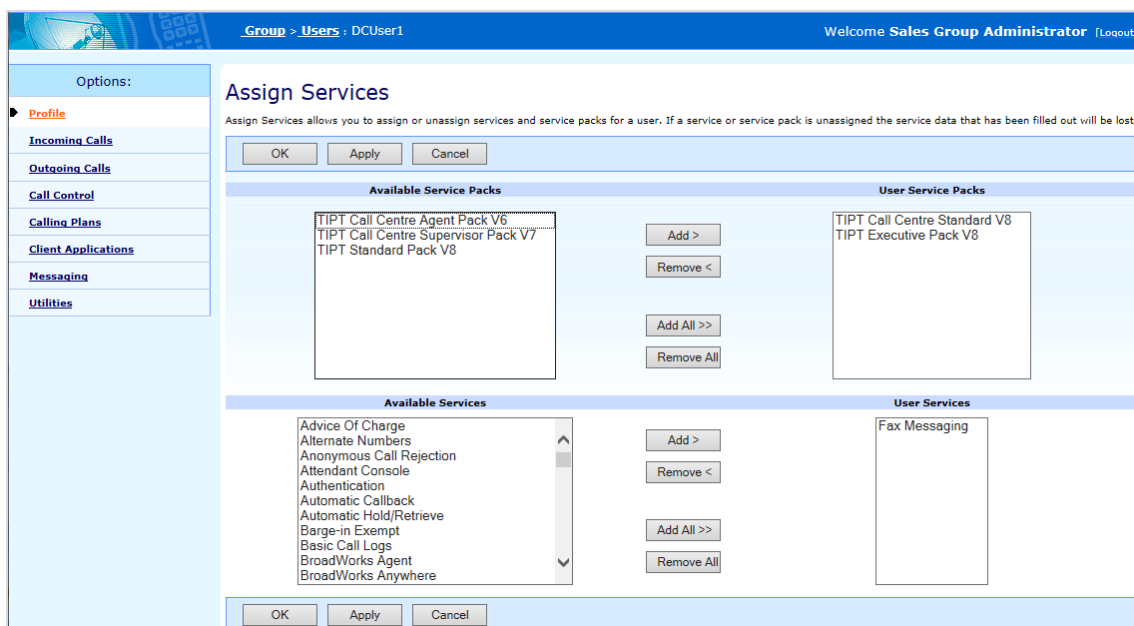 Group > Users : DCUser1
Welcome Sales Group Administrator [Logout
Options:
Profile
Incoming Calls
Outgoing Calls
Call Control
Calling Plans
Client Applications
Messaging
Utilities
Assign Services
Assign Services allows you to assign or unassign services and service packs for a user. If a service or service pack is unassigned the service data that has been filled out will be lost
OK Apply Cancel
Available Service Packs
User Service Packs
TIPT Call Centre Agent Pack V6
TIPT Call Centre Supervisor Pack V7
TIPT Standard Pack V8
Add >
Remove <
Add All >>
Remove All
TIPT Call Centre Standard V8
TIPT Executive Pack V8
Available Services
User Services
Advice Of Charge
Alternate Numbers
Anonymous Call Rejection
Attendant Console
Authentication
Automatic Callback
Automatic Hold/Retrieve
Barge-in Exempt
Basic Call Logs
BroadWorks Agent
BroadWorks Anywhere
Add >
Remove <
Add All >>
Remove All
Fax Messaging
OK Apply Cancel